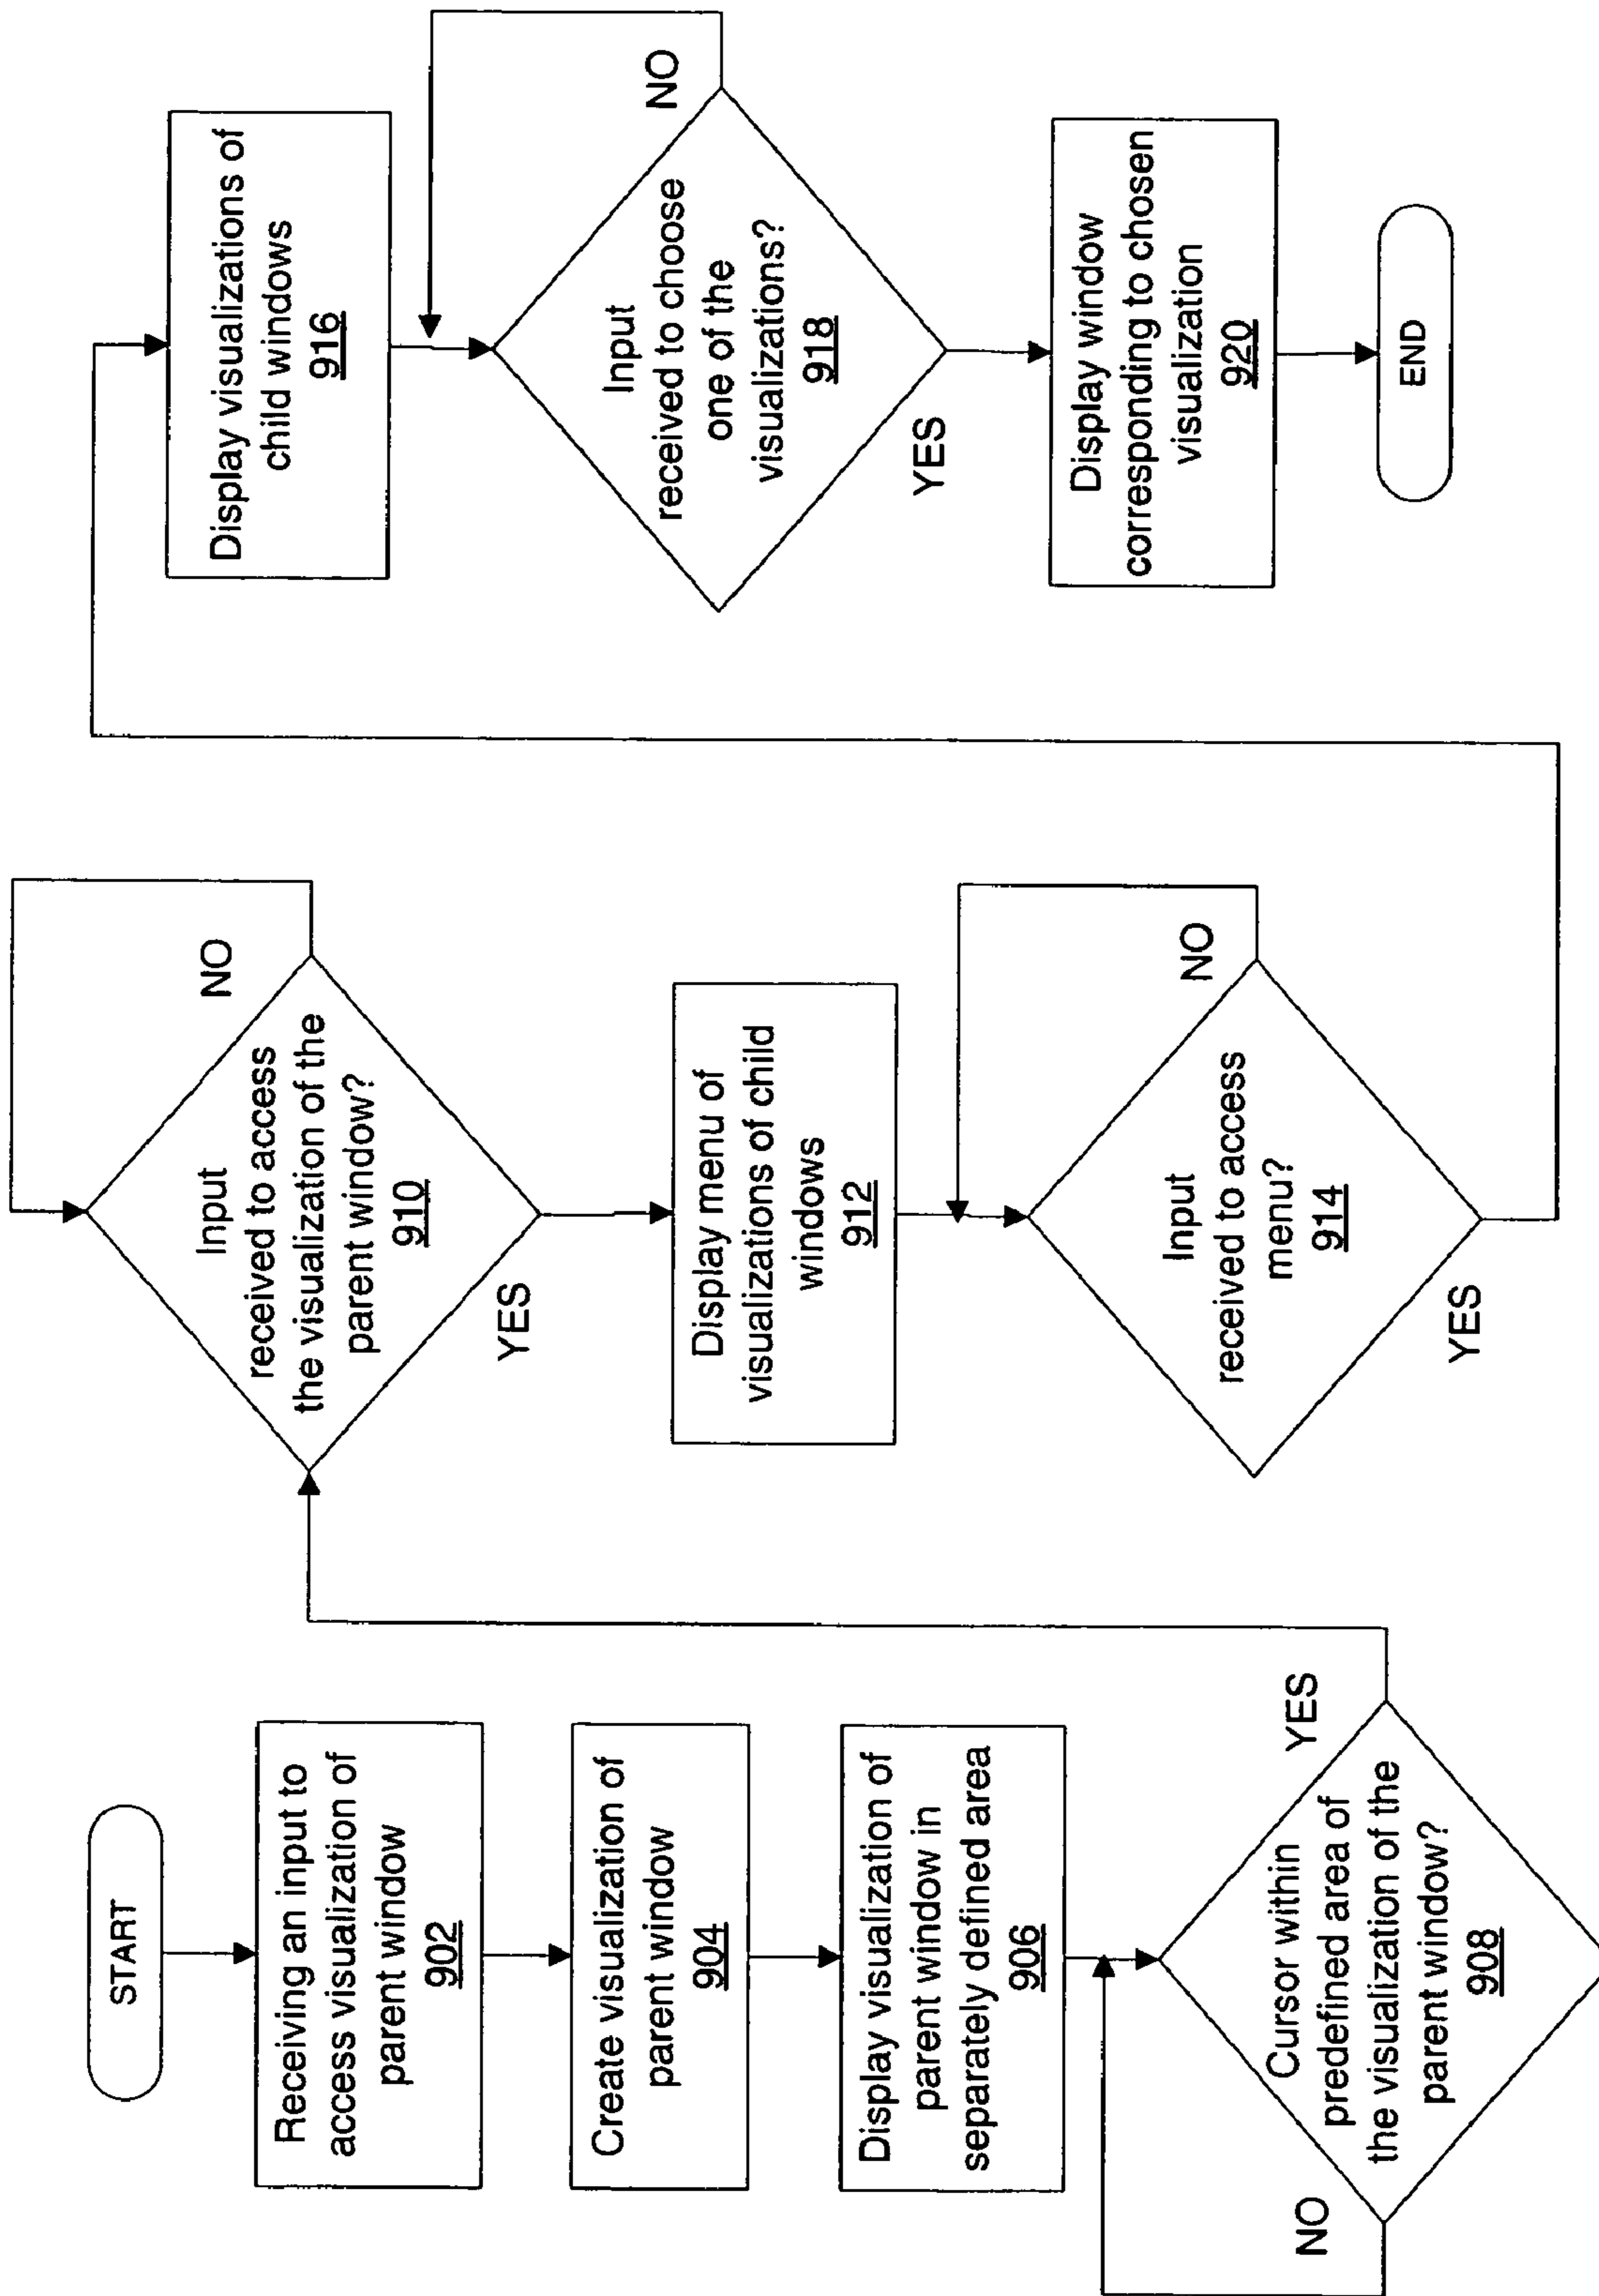 START
Receiving an input to
access visualization of
parent window
902
Create visualization of
parent window
904
Display visualization of
parent window in
separately defined area
906
Cursor within
predefined area of
the visualization of the
parent window?
908
NO
YES
Input
received to access
the visualization of the
parent window?
910
NO
YES
Display menu of
visualizations of child
windows
912
Input
received to access
menu?
914
NO
YES
Display visualizations of
child windows
916
Input
received to choose
one of the
visualizations?
918
NO
YES
Display window
corresponding to chosen
visualization
920
END